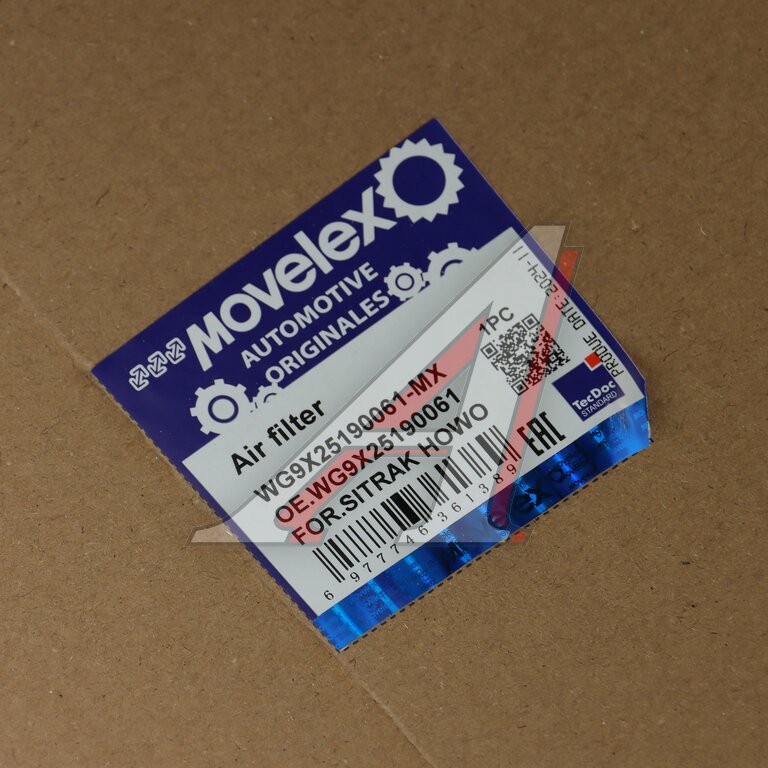 Movelex
AUTOMOTIVE
ORIGINALES
Air filter
1PC
WG9X25190061-MX
OE.WG9X25190061
FOR.SITRAK HOWO
6 977746 361389
EAC
TecDoc
STANDARD
PRODUE DATE:2024-11
elex